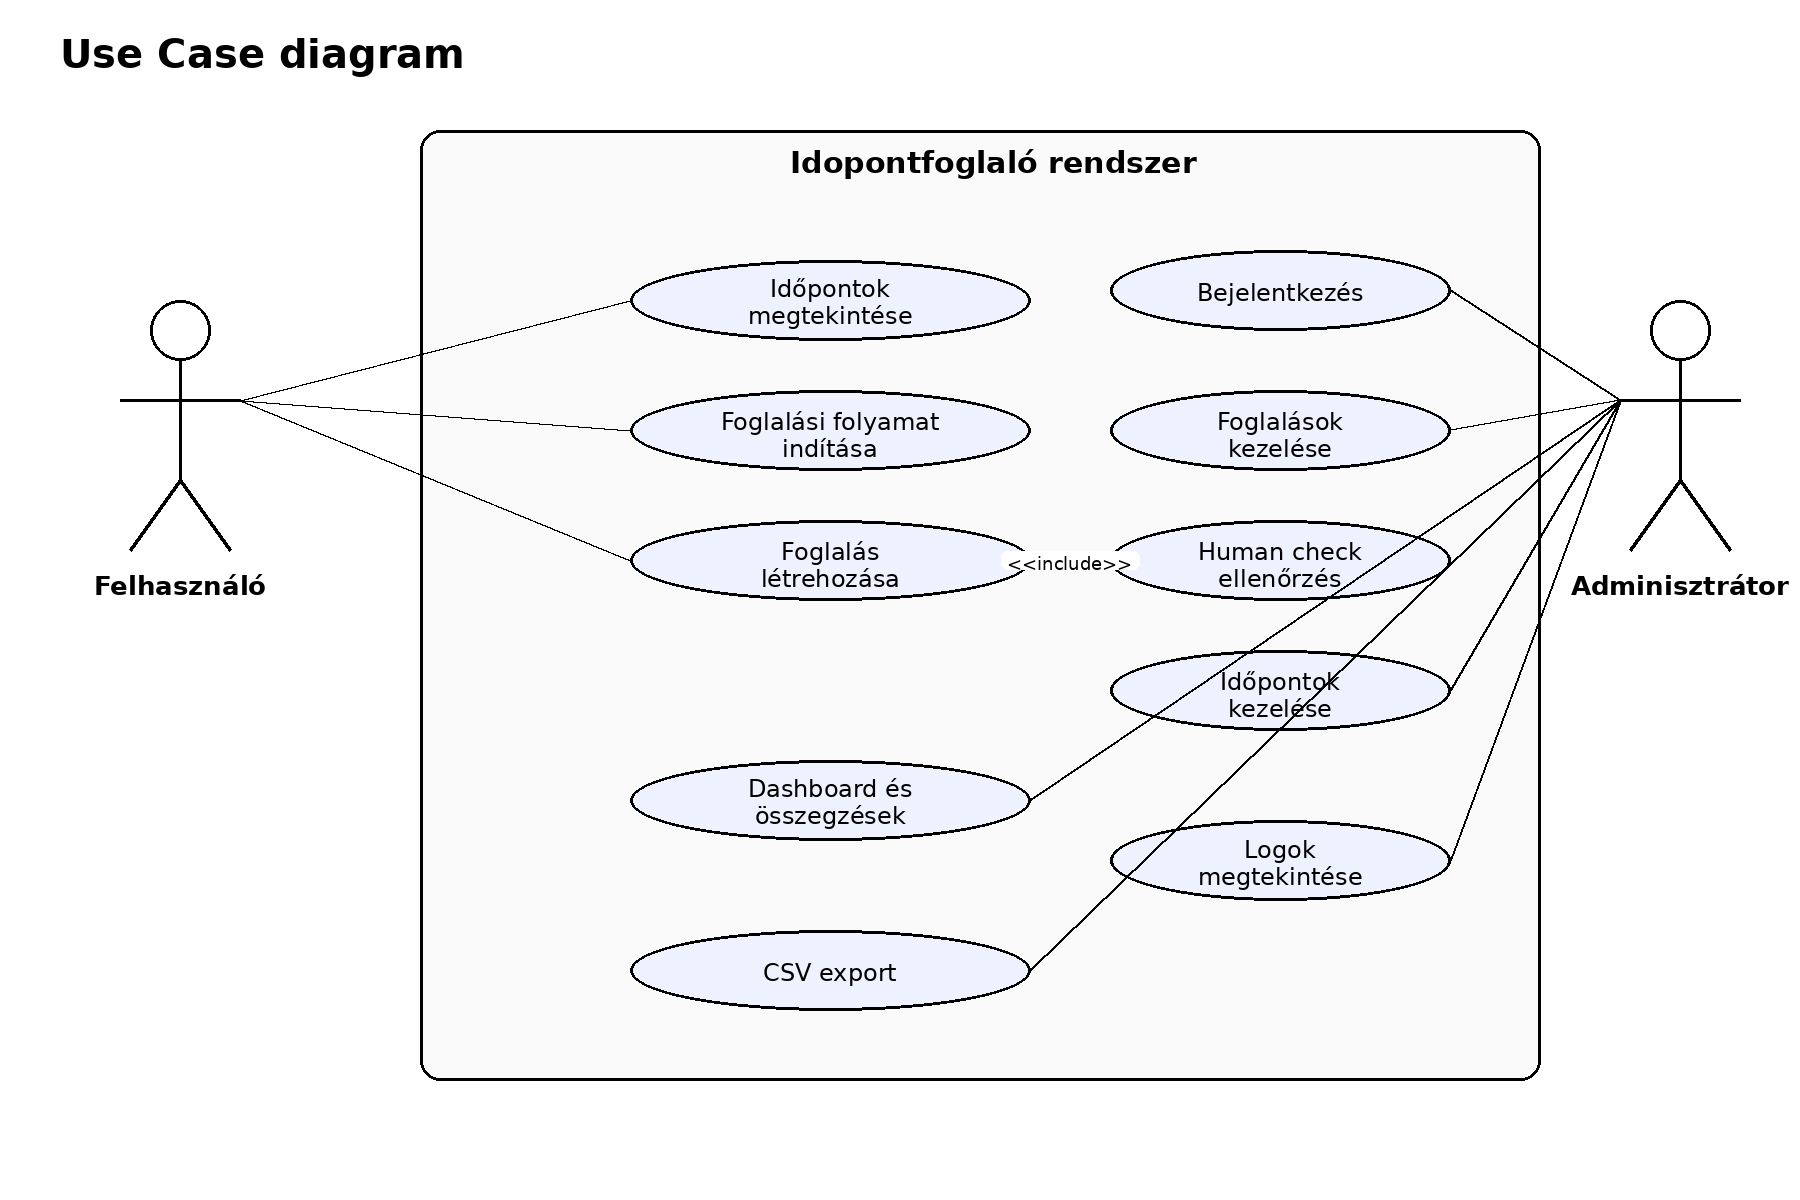 Use Case diagram
Idopontfoglaló rendszer
Időpontok
megtekintése
Bejelentkezés
Foglalási folyamat
indítása
Foglalások
kezelése
Foglalás
létrehozása
<<include>>
Human check
ellenőrzés
Felhasználó
Adminisztrátor
Időpontok
kezelése
Dashboard és
összegzések
Logok
megtekintése
CSV export